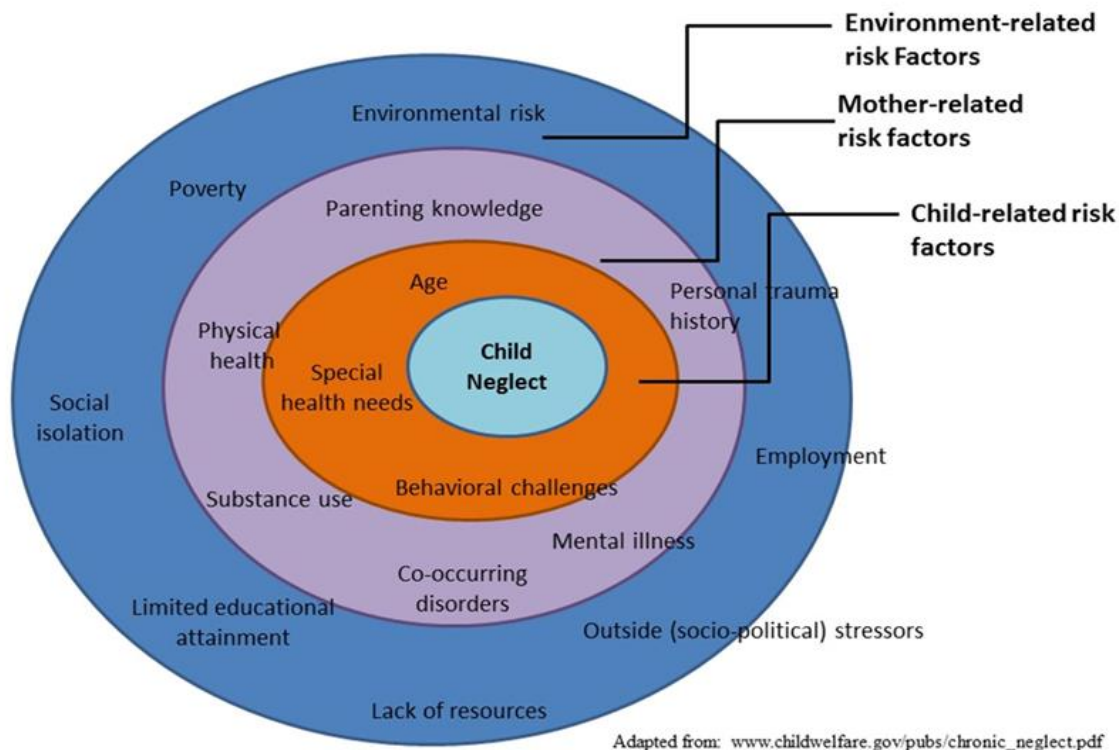 Environment-related
risk Factors
Mother-related
risk factors
Child-related risk
factors
Environmental risk
Poverty
Parenting knowledge
Age
Personal trauma
history
Physical
health
Child
Neglect
Special
health needs
Social
isolation
Employment
Behavioral challenges
Substance use
Mental illness
Co-occurring
disorders
Limited educational
attainment
Outside (socio-political) stressors
Lack of resources
Adapted from: www.childwelfare.gov/pubs/chronic_neglect.pdf